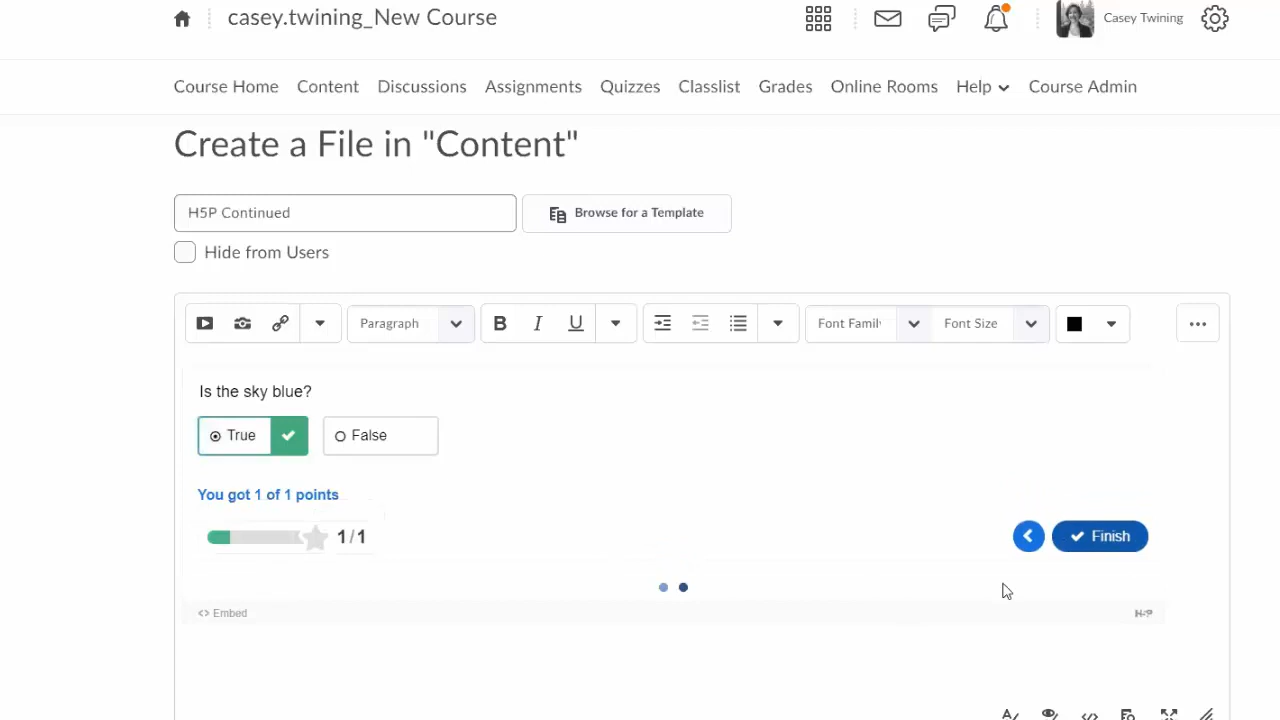 casey.twining_New Course
Casey Twining
Course Home Content Discussions Assignments Quizzes Classlist Grades Online Rooms Help Course Admin
Create a File in "Content"
H5P Continued
Browse for a Template
Hide from Users
Paragraph B I U Font Famil Font Size
Is the sky blue?
True False
You got 1 of 1 points
1/1
Finish
<> Embed
H5P